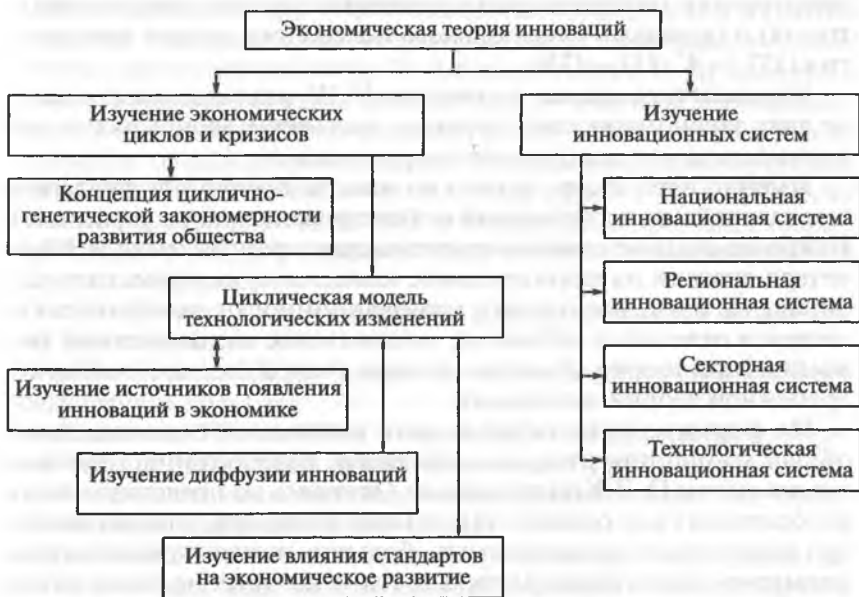 Экономическая теория инноваций
Изучение экономических
циклов и кризисов
Концепция циклично-
генетической закономерности
развития общества
Циклическая модель
технологических изменений
Изучение момента появления
инноваций в экономике
Изучение диффузии инноваций
Изучение влияния стандартов
на экономическое развитие
Изучение
инновационных систем
Национальная
инновационная система
Региональная
инновационная система
Секторная
инновационная система
Технологическая
инновационная система